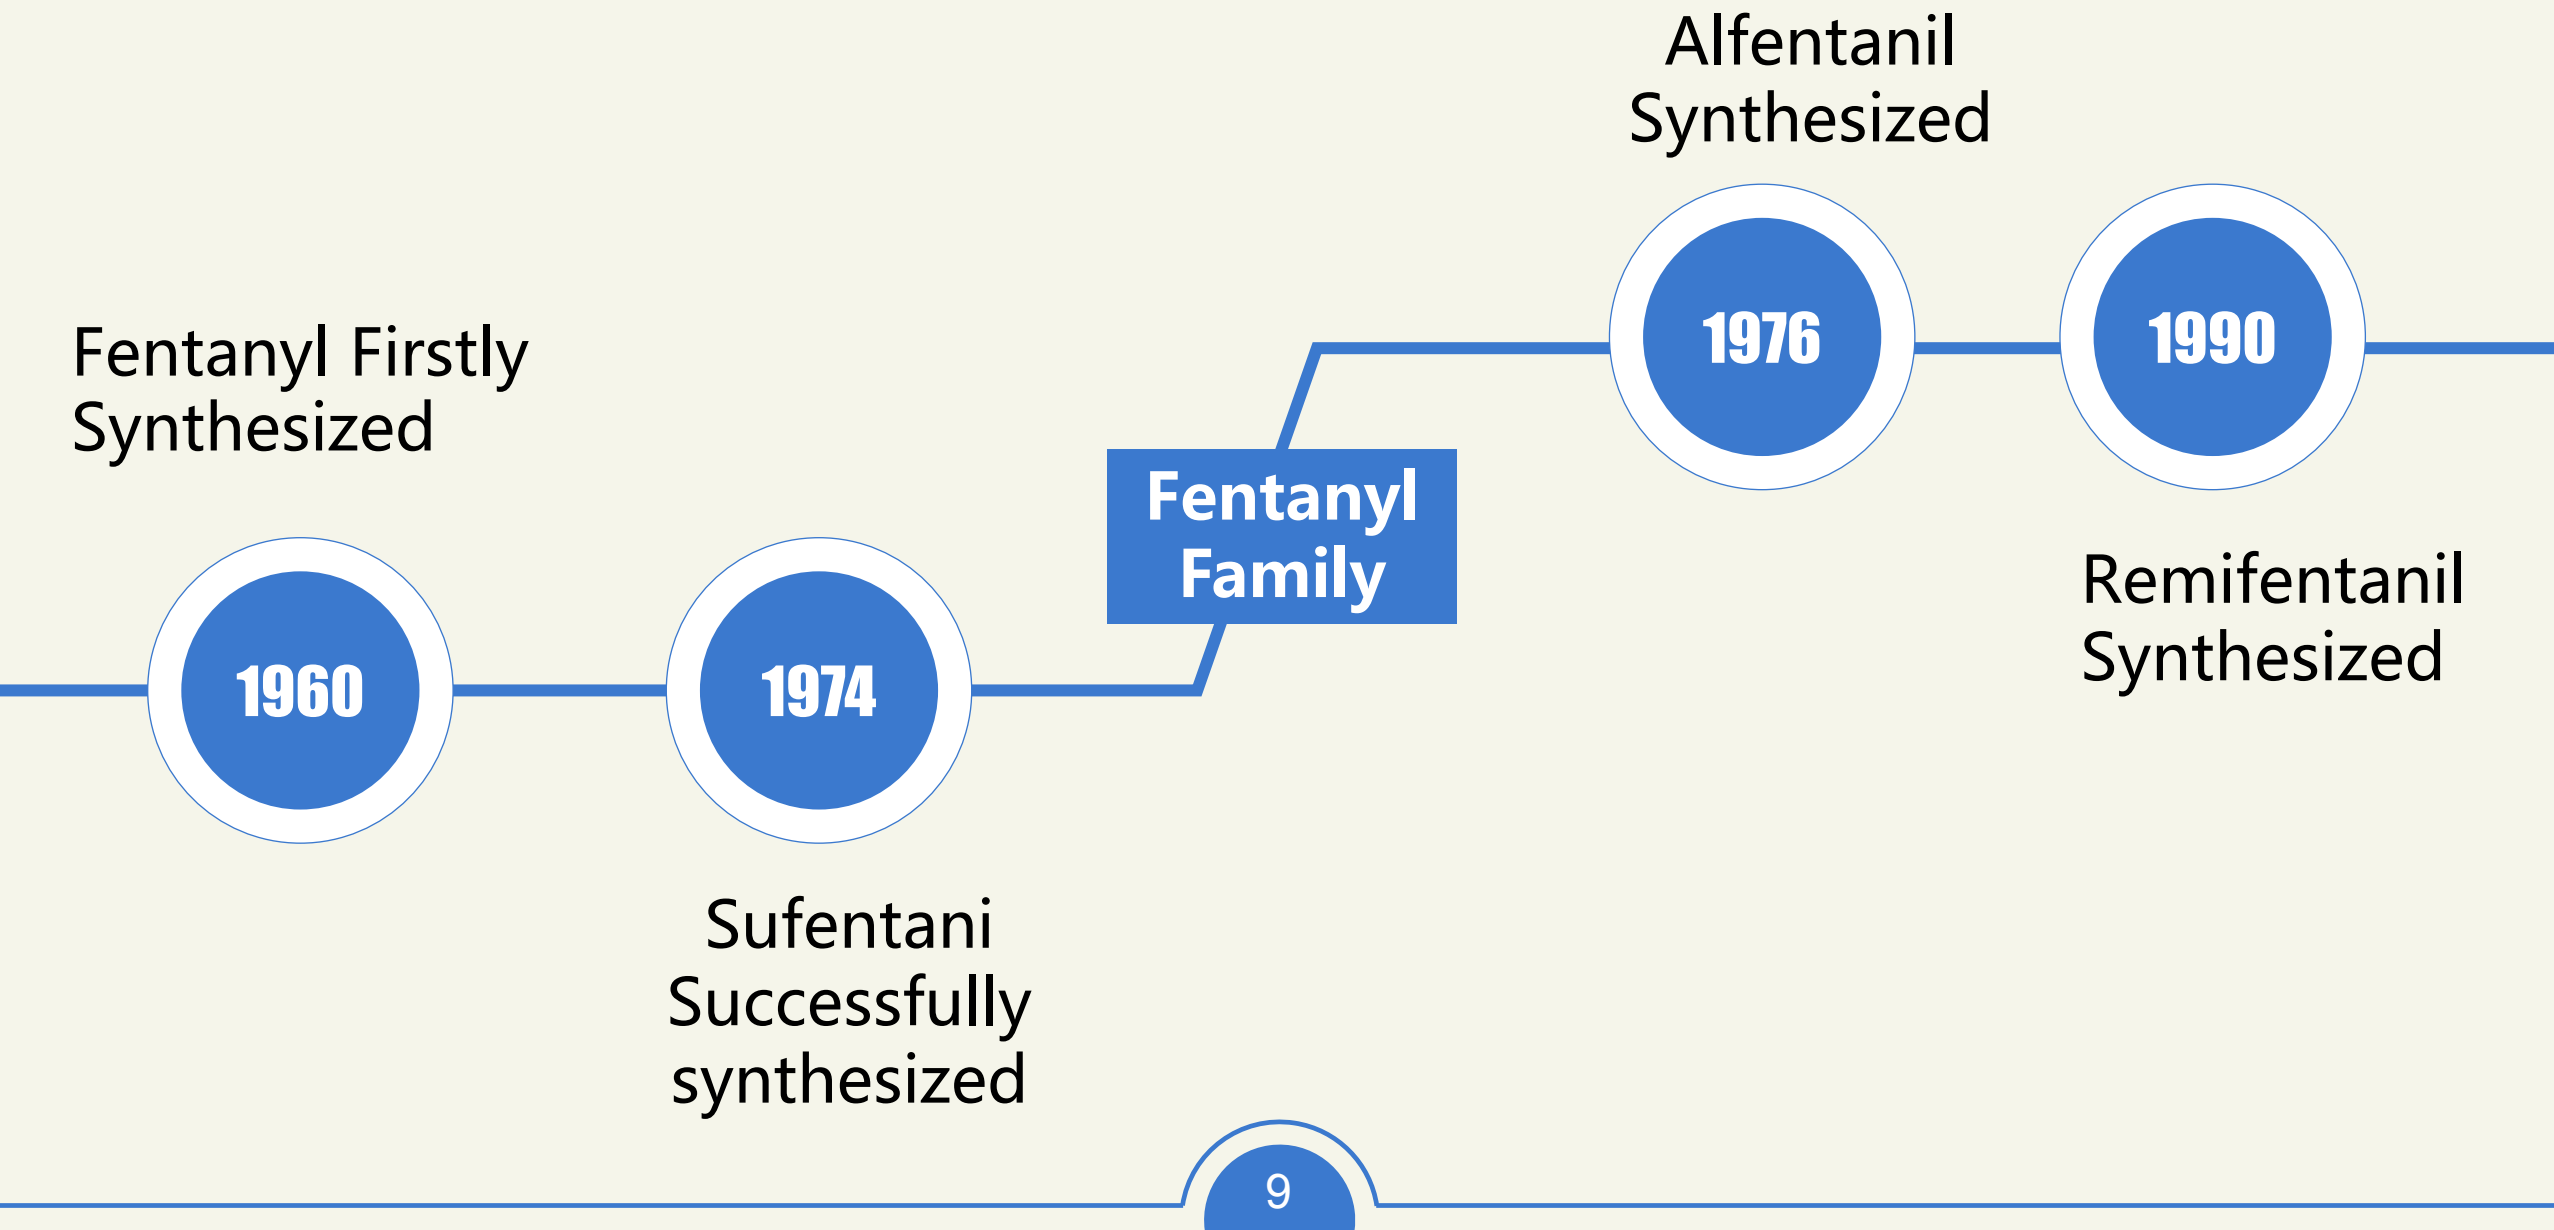 Fentanyl Firstly
Synthesized
1960
1974
Sufentani
Successfully
synthesized
Fentanyl
Family
Alfentanil
Synthesized
1976
1990
Remifentanil
Synthesized
9